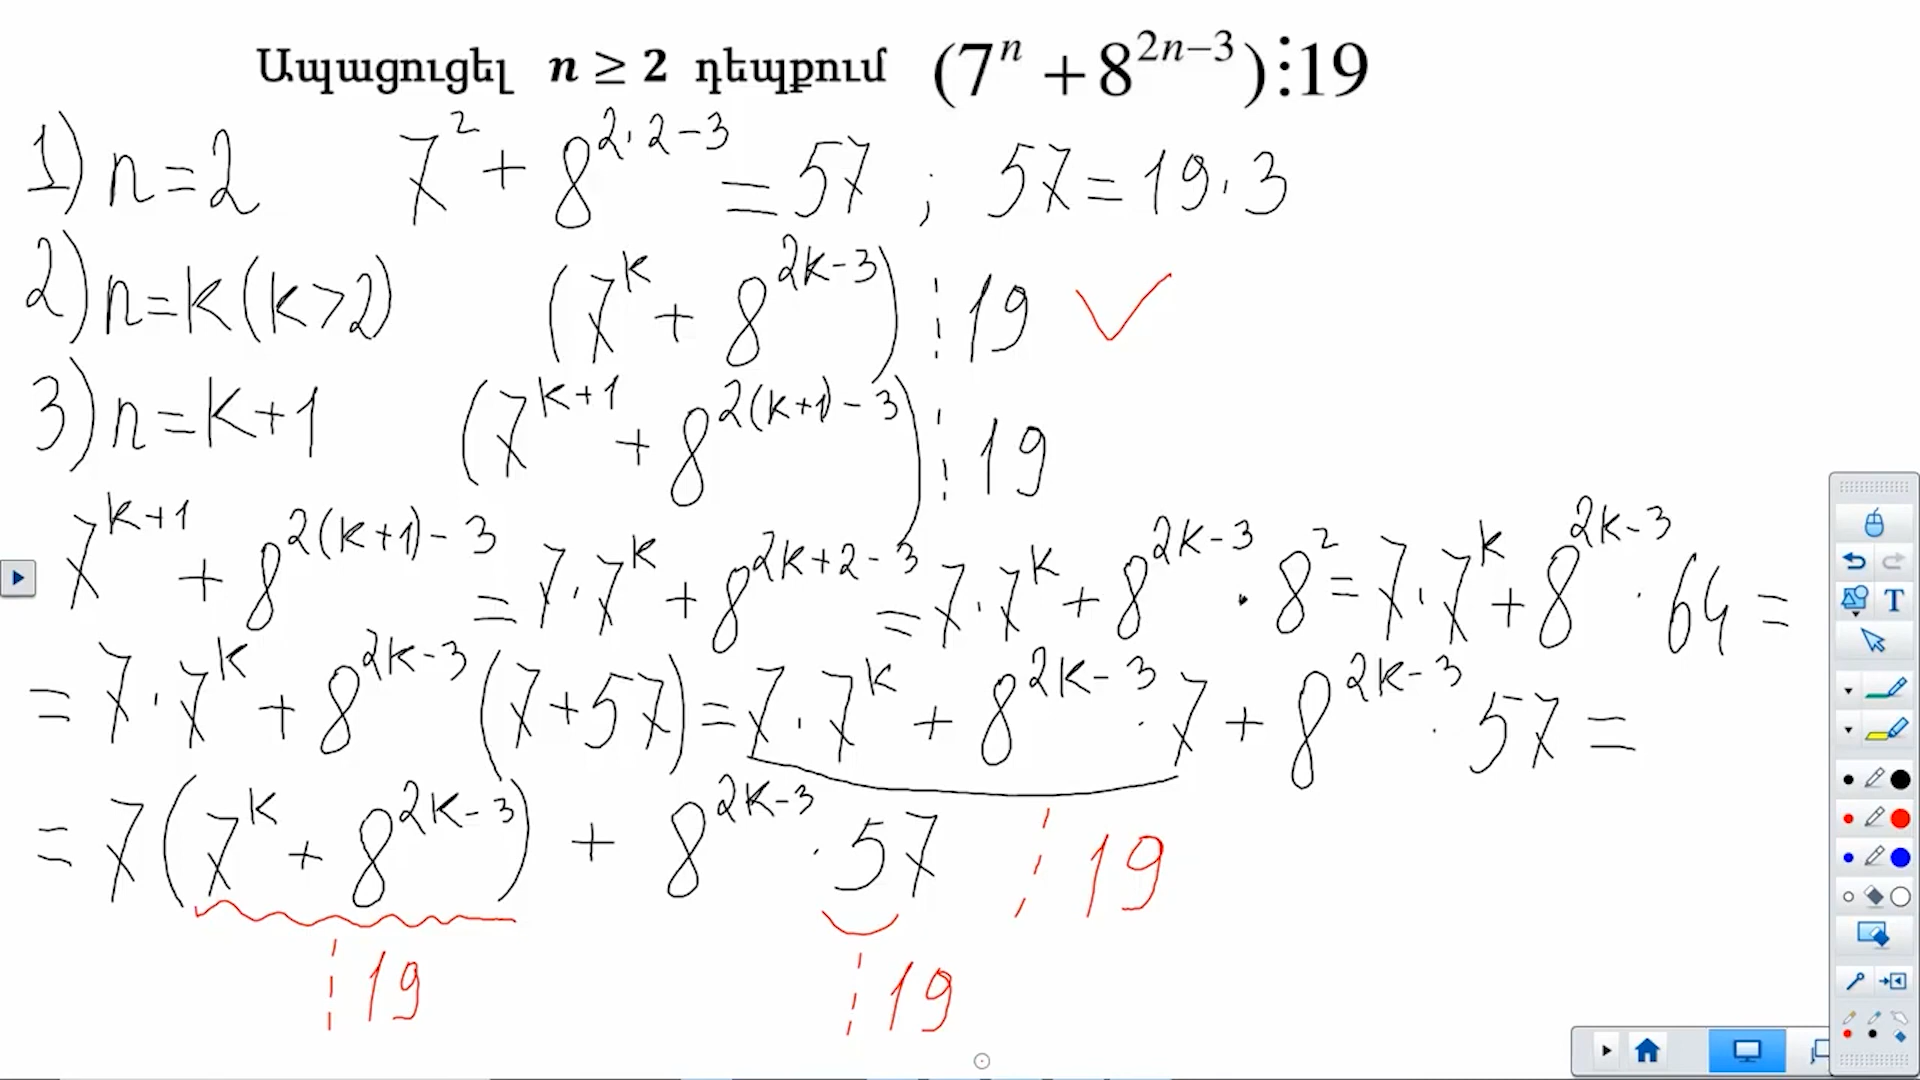 Ապացուցել n ≥ 2 դեպքում (7ⁿ + 8²ⁿ⁻³)⋮19
1) n=2 7² + 8^(2·2−3) = 57 ; 57 = 19·3
2) n=k (k>2) (7^k + 8^(2k−3)) ⋮ 19 ✓
3) n=k+1 (7^(k+1) + 8^(2(k+1)−3)) ⋮ 19
7^(k+1) + 8^(2(k+1)−3) = 7·7^k + 8^(2k+2−3) = 7·7^k + 8^(2k−3) · 8² = 7·7^k + 8^(2k−3) · 64 =
= 7·7^k + 8^(2k−3) (7+57) = 7·7^k + 8^(2k−3) · 7 + 8^(2k−3) · 57 =
= 7(7^k + 8^(2k−3)) + 8^(2k−3) · 57 ⋮ 19
⋮ 19 ⋮ 19
T